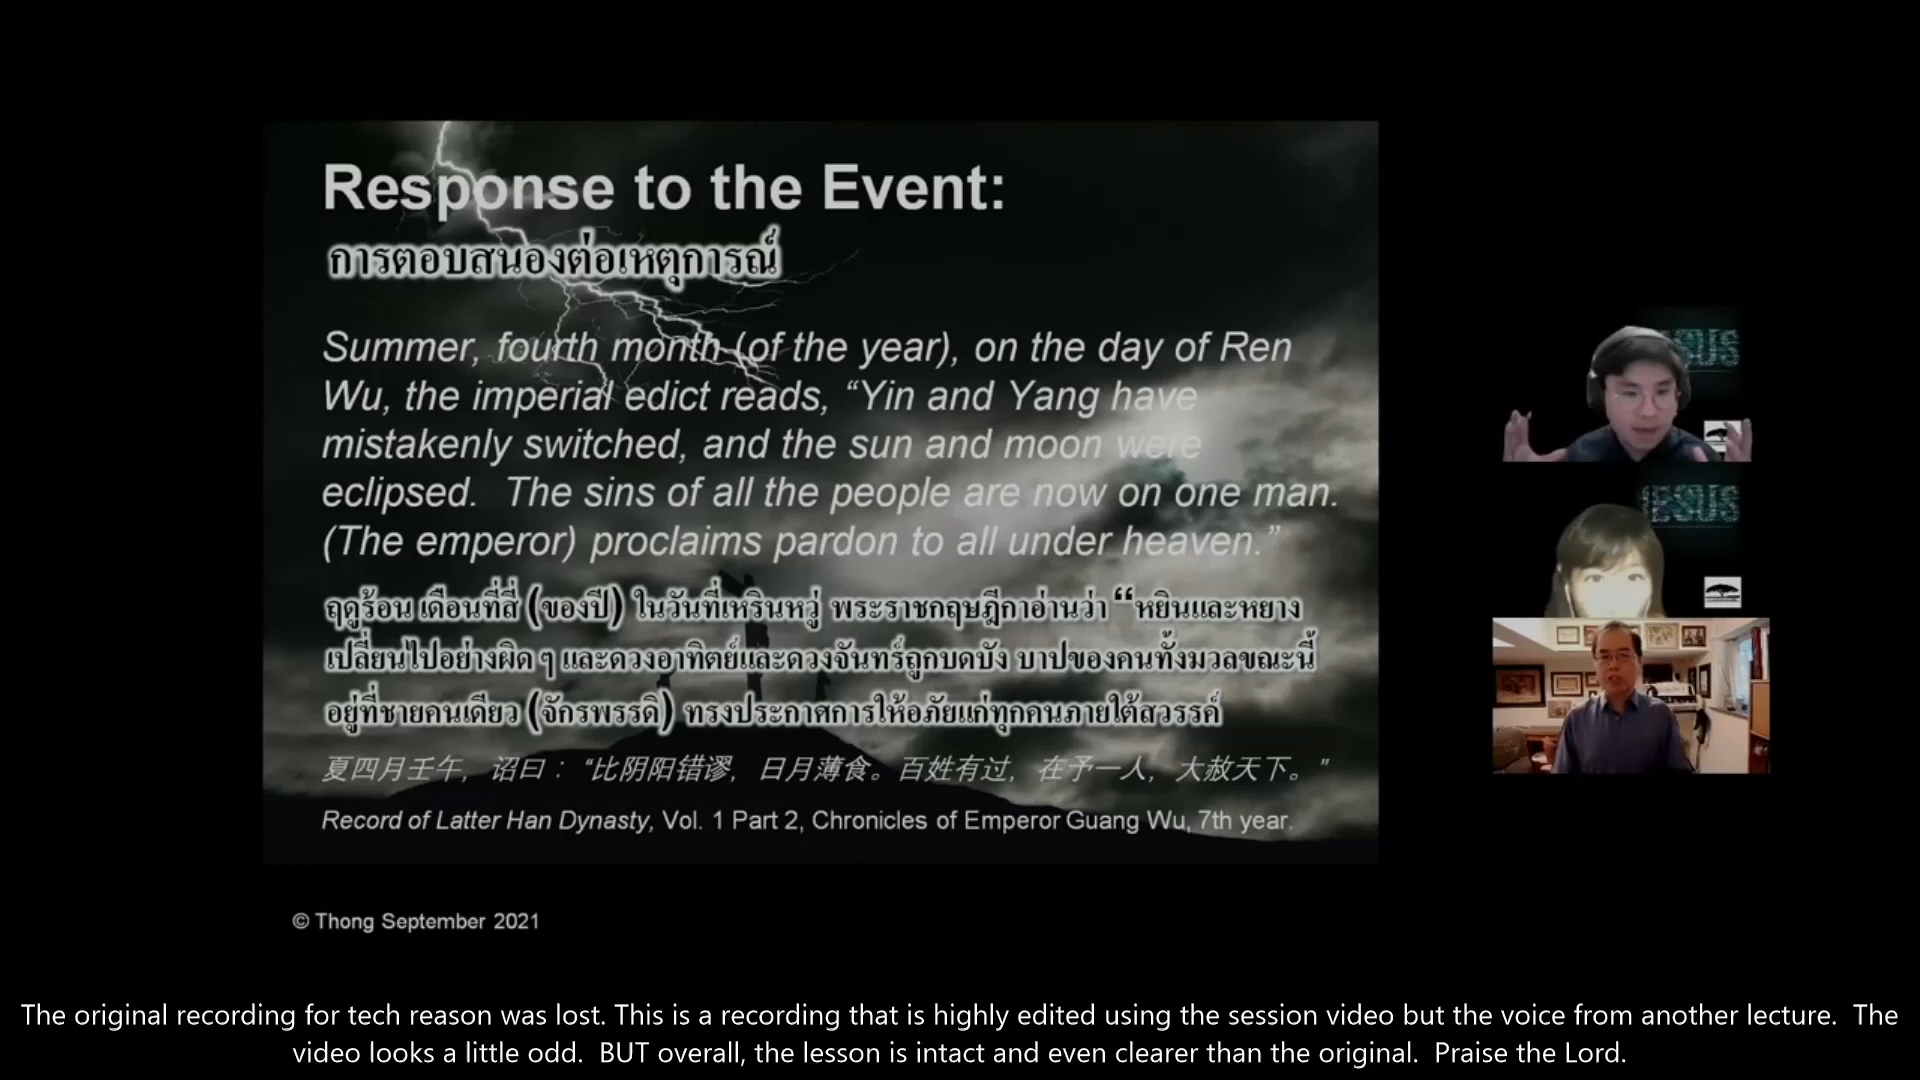 Response to the Event:
การตอบสนองต่อเหตุการณ์
Summer, fourth month (of the year), on the day of Ren
Wu, the imperial edict reads, “Yin and Yang have
mistakenly switched, and the sun and moon were
eclipsed.  The sins of all the people are now on one man.
(The emperor) proclaims pardon to all under heaven.”
ฤดูร้อน เดือนที่สี่ (ของปี) ในวันที่เหรินหวู่ พระราชกฤษฎีกาอ่านว่า “หยินและหยาง
เปลี่ยนไปอย่างผิด ๆ และดวงอาทิตย์และดวงจันทร์ถูกบดบัง บาปของคนทั้งมวลขณะนี้
อยู่ที่ชายคนเดียว (จักรพรรดิ) ทรงประกาศการให้อภัยแก่ทุกคนภายใต้สวรรค์
夏四月壬午，诏曰：“比阴阳错谬，日月薄食。百姓有过，在予一人，大赦天下。”
Record of Latter Han Dynasty, Vol. 1 Part 2, Chronicles of Emperor Guang Wu, 7th year.
© Thong September 2021
ESUS
JESUS
The original recording for tech reason was lost. This is a recording that is highly edited using the session video but the voice from another lecture.  The
video looks a little odd.  BUT overall, the lesson is intact and even clearer than the original.  Praise the Lord.